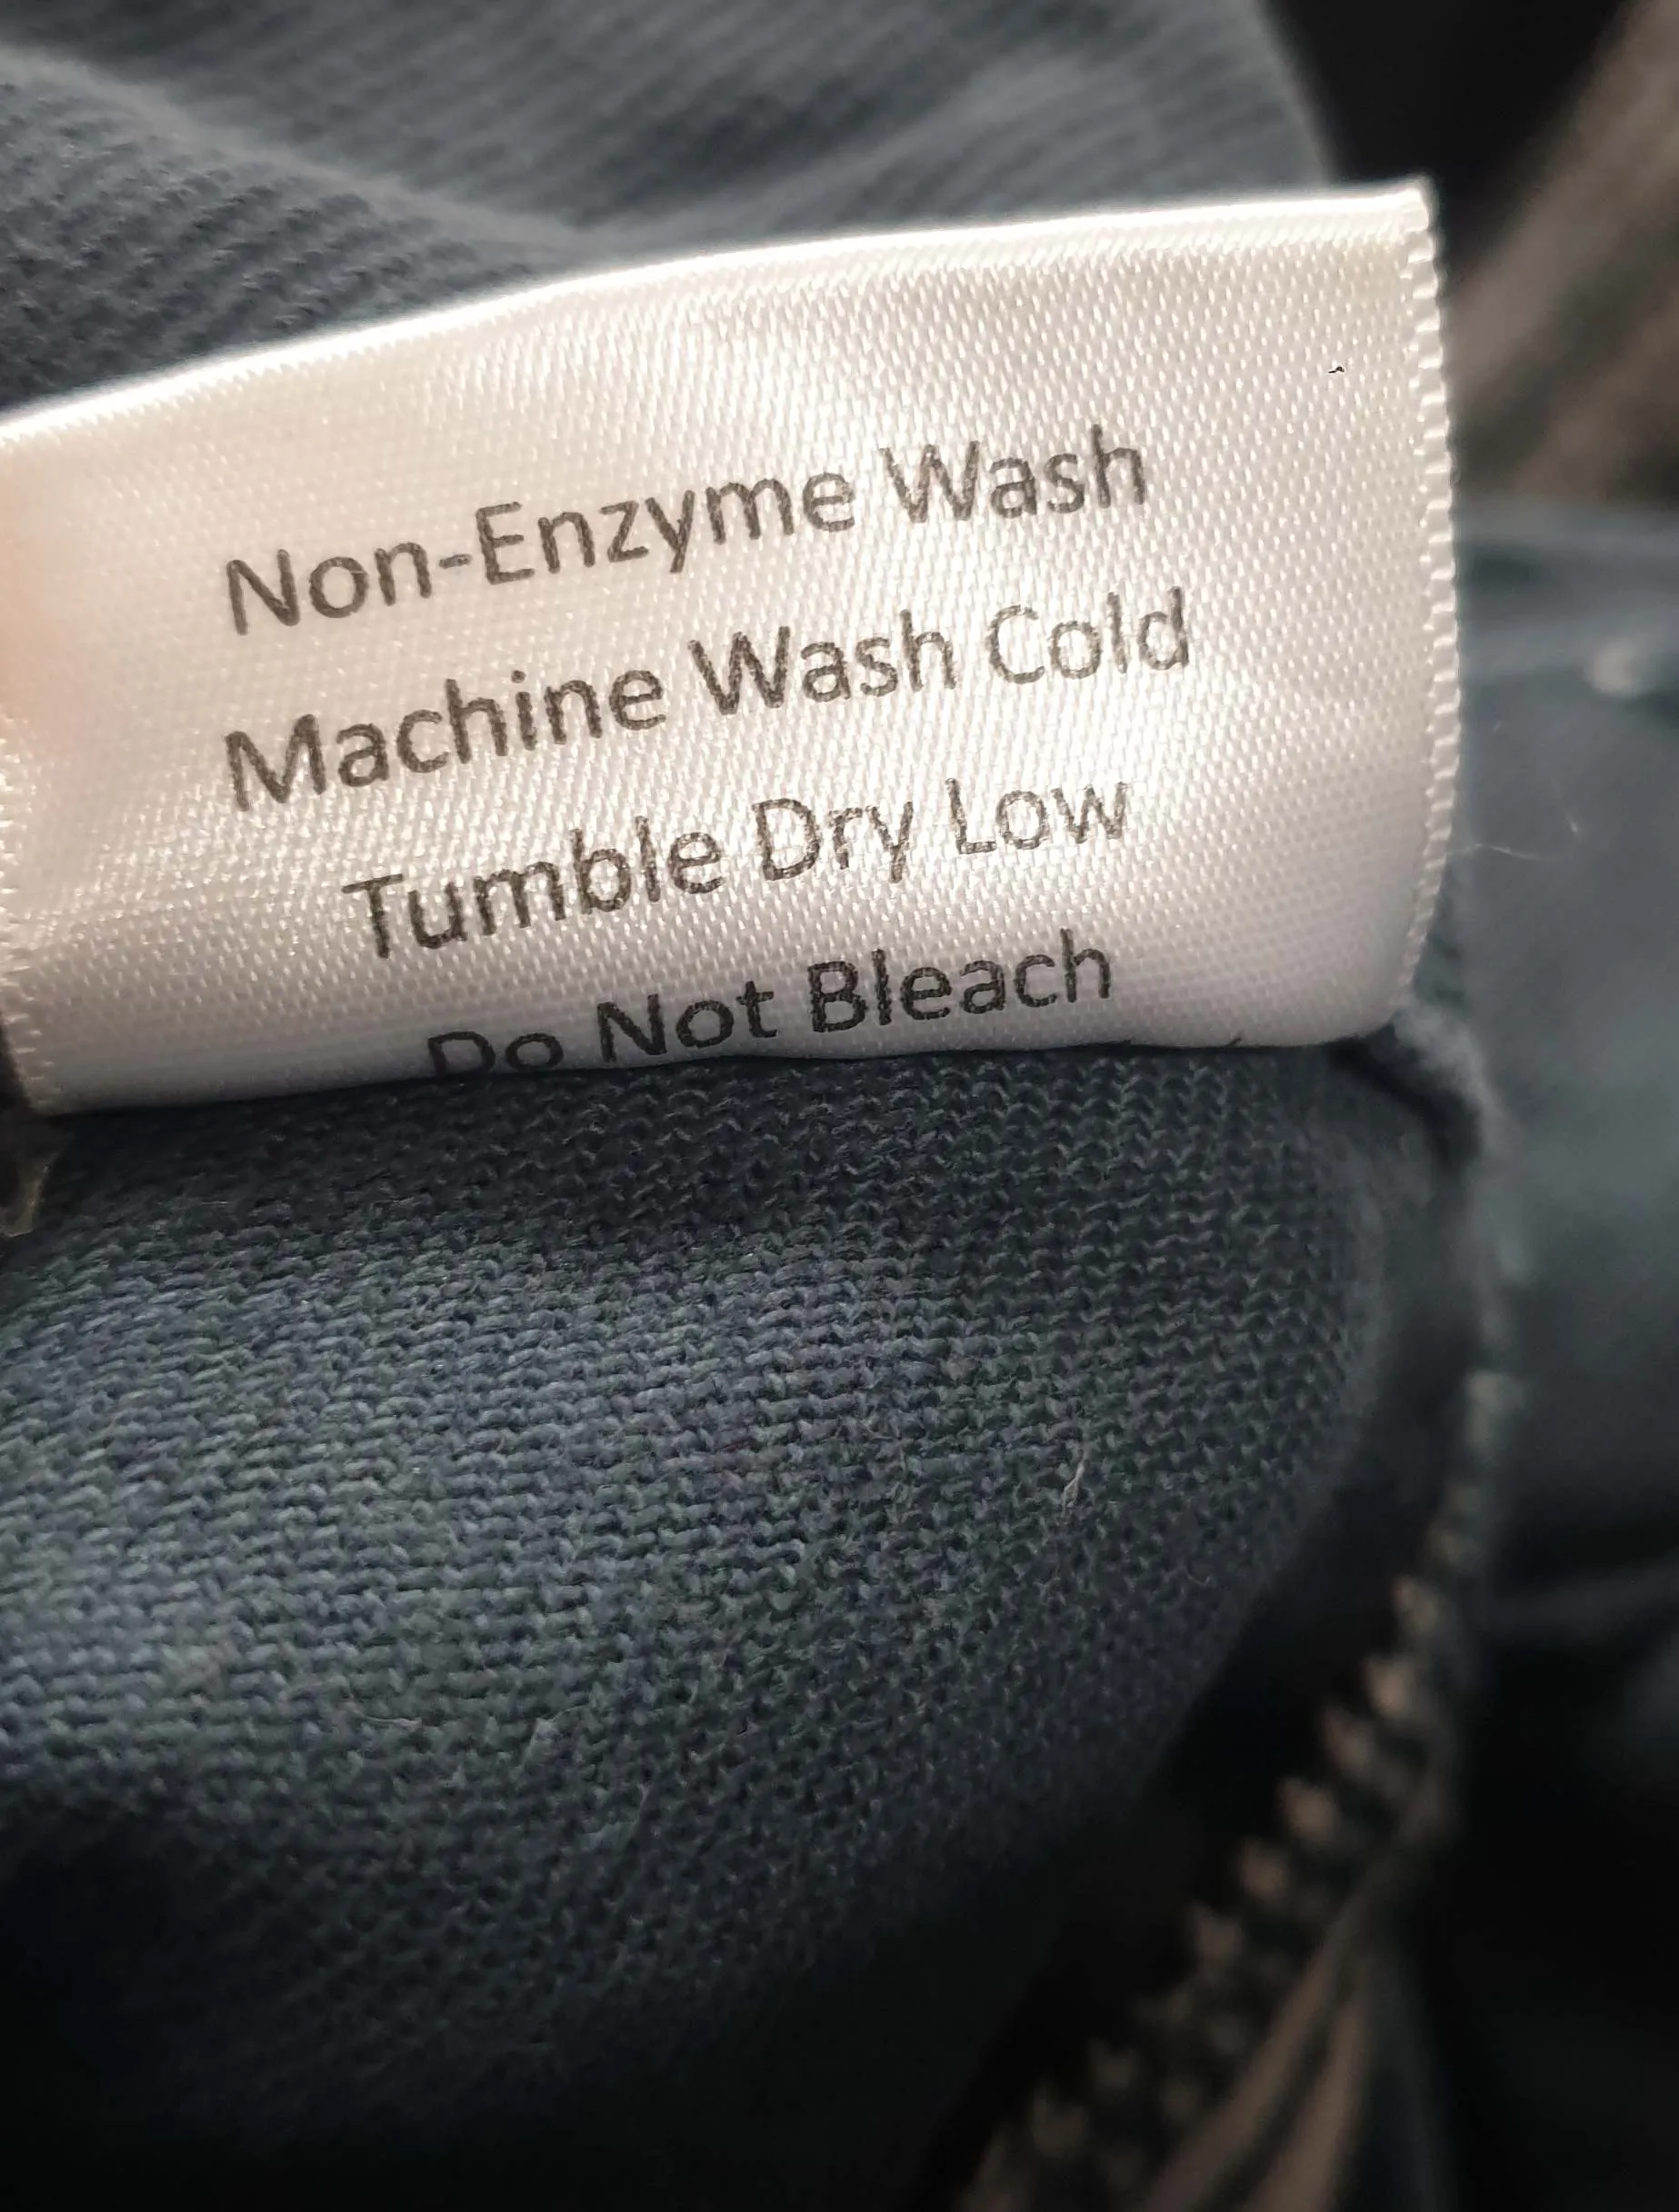 Non-Enzyme Wash
Machine Wash Cold
Tumble Dry Low
Do Not Bleach